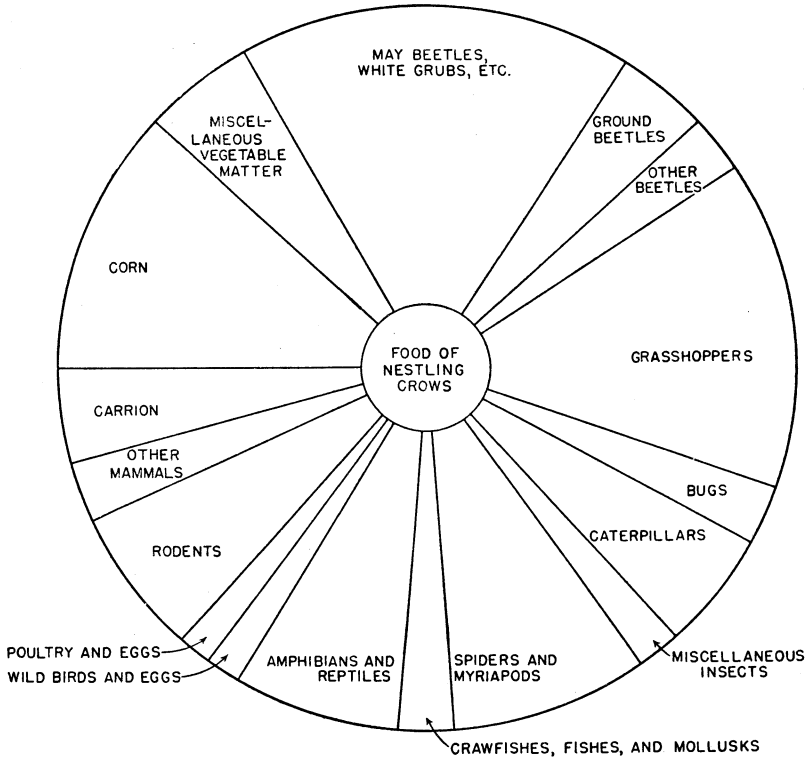 MAY BEETLES,
WHITE GRUBS, ETC.
GROUND
BEETLES
OTHER
BEETLES
GRASSHOPPERS
BUGS
CATERPILLARS
MISCELLANEOUS
INSECTS
SPIDERS AND
MYRIAPODS
CRAWFISHES, FISHES, AND MOLLUSKS
AMPHIBIANS AND
REPTILES
WILD BIRDS AND EGGS
POULTRY AND EGGS
RODENTS
OTHER
MAMMALS
CARRION
CORN
MISCEL-
LANEOUS
VEGETABLE
MATTER
FOOD OF
NESTLING
CROWS